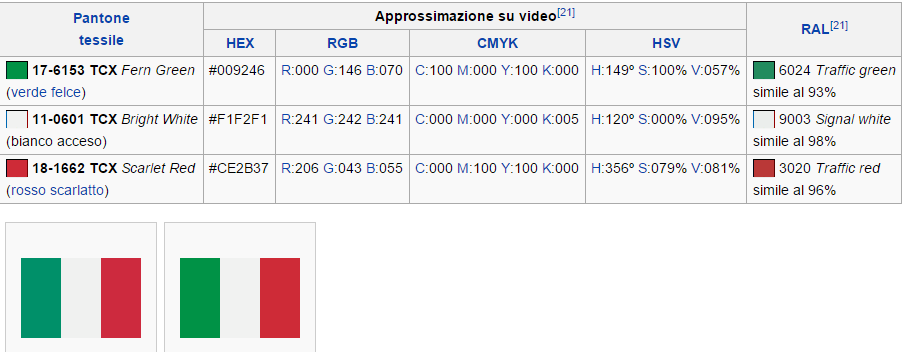 Pantone tessile
Approssimazione su video[21]
RAL[21]
HEX
RGB
CMYK
HSV
17-6153 TCX Fern Green (verde felce)
#009246
R:000 G:146 B:070
C:100 M:000 Y:100 K:000
H:149º S:100% V:057%
6024 Traffic green simile al 93%
11-0601 TCX Bright White (bianco acceso)
#F1F2F1
R:241 G:242 B:241
C:000 M:000 Y:000 K:005
H:120º S:000% V:095%
9003 Signal white simile al 98%
18-1662 TCX Scarlet Red (rosso scarlatto)
#CE2B37
R:206 G:043 B:055
C:000 M:100 Y:100 K:000
H:356º S:079% V:081%
3020 Traffic red simile al 96%